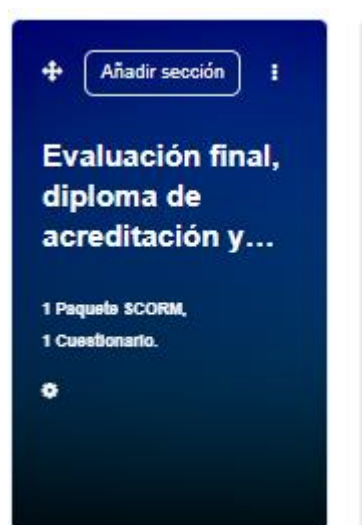 Añadir sección
Evaluación final,
diploma de
acreditación y...
1 Paquete SCORM,
1 Cuestionario.